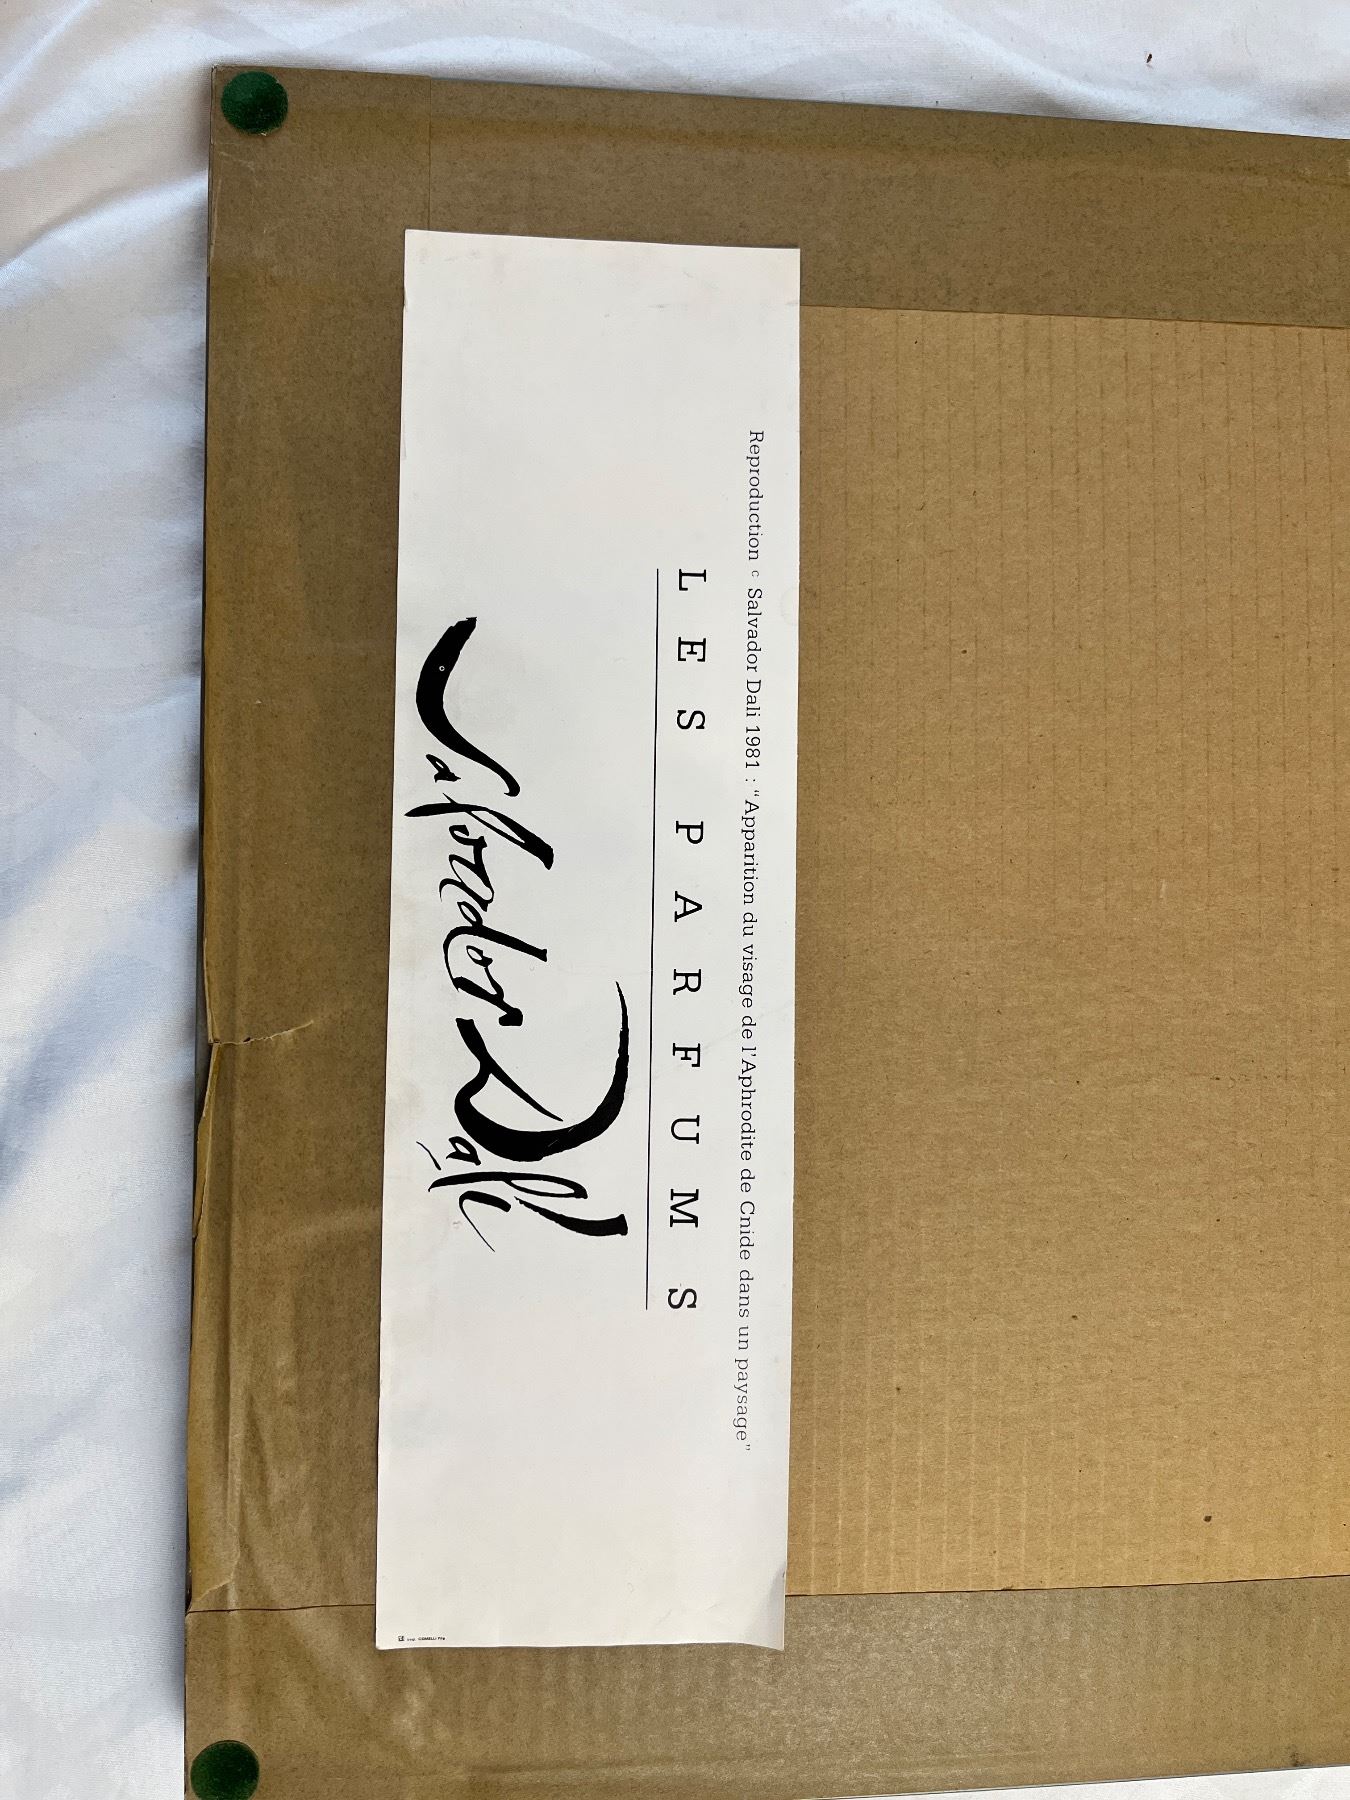 Reproduction c Salvador Dali 1981 : "Apparition du visage de l'Aphrodite de Cnide dans un paysage"
LES PARFUMS
Salvador Dali